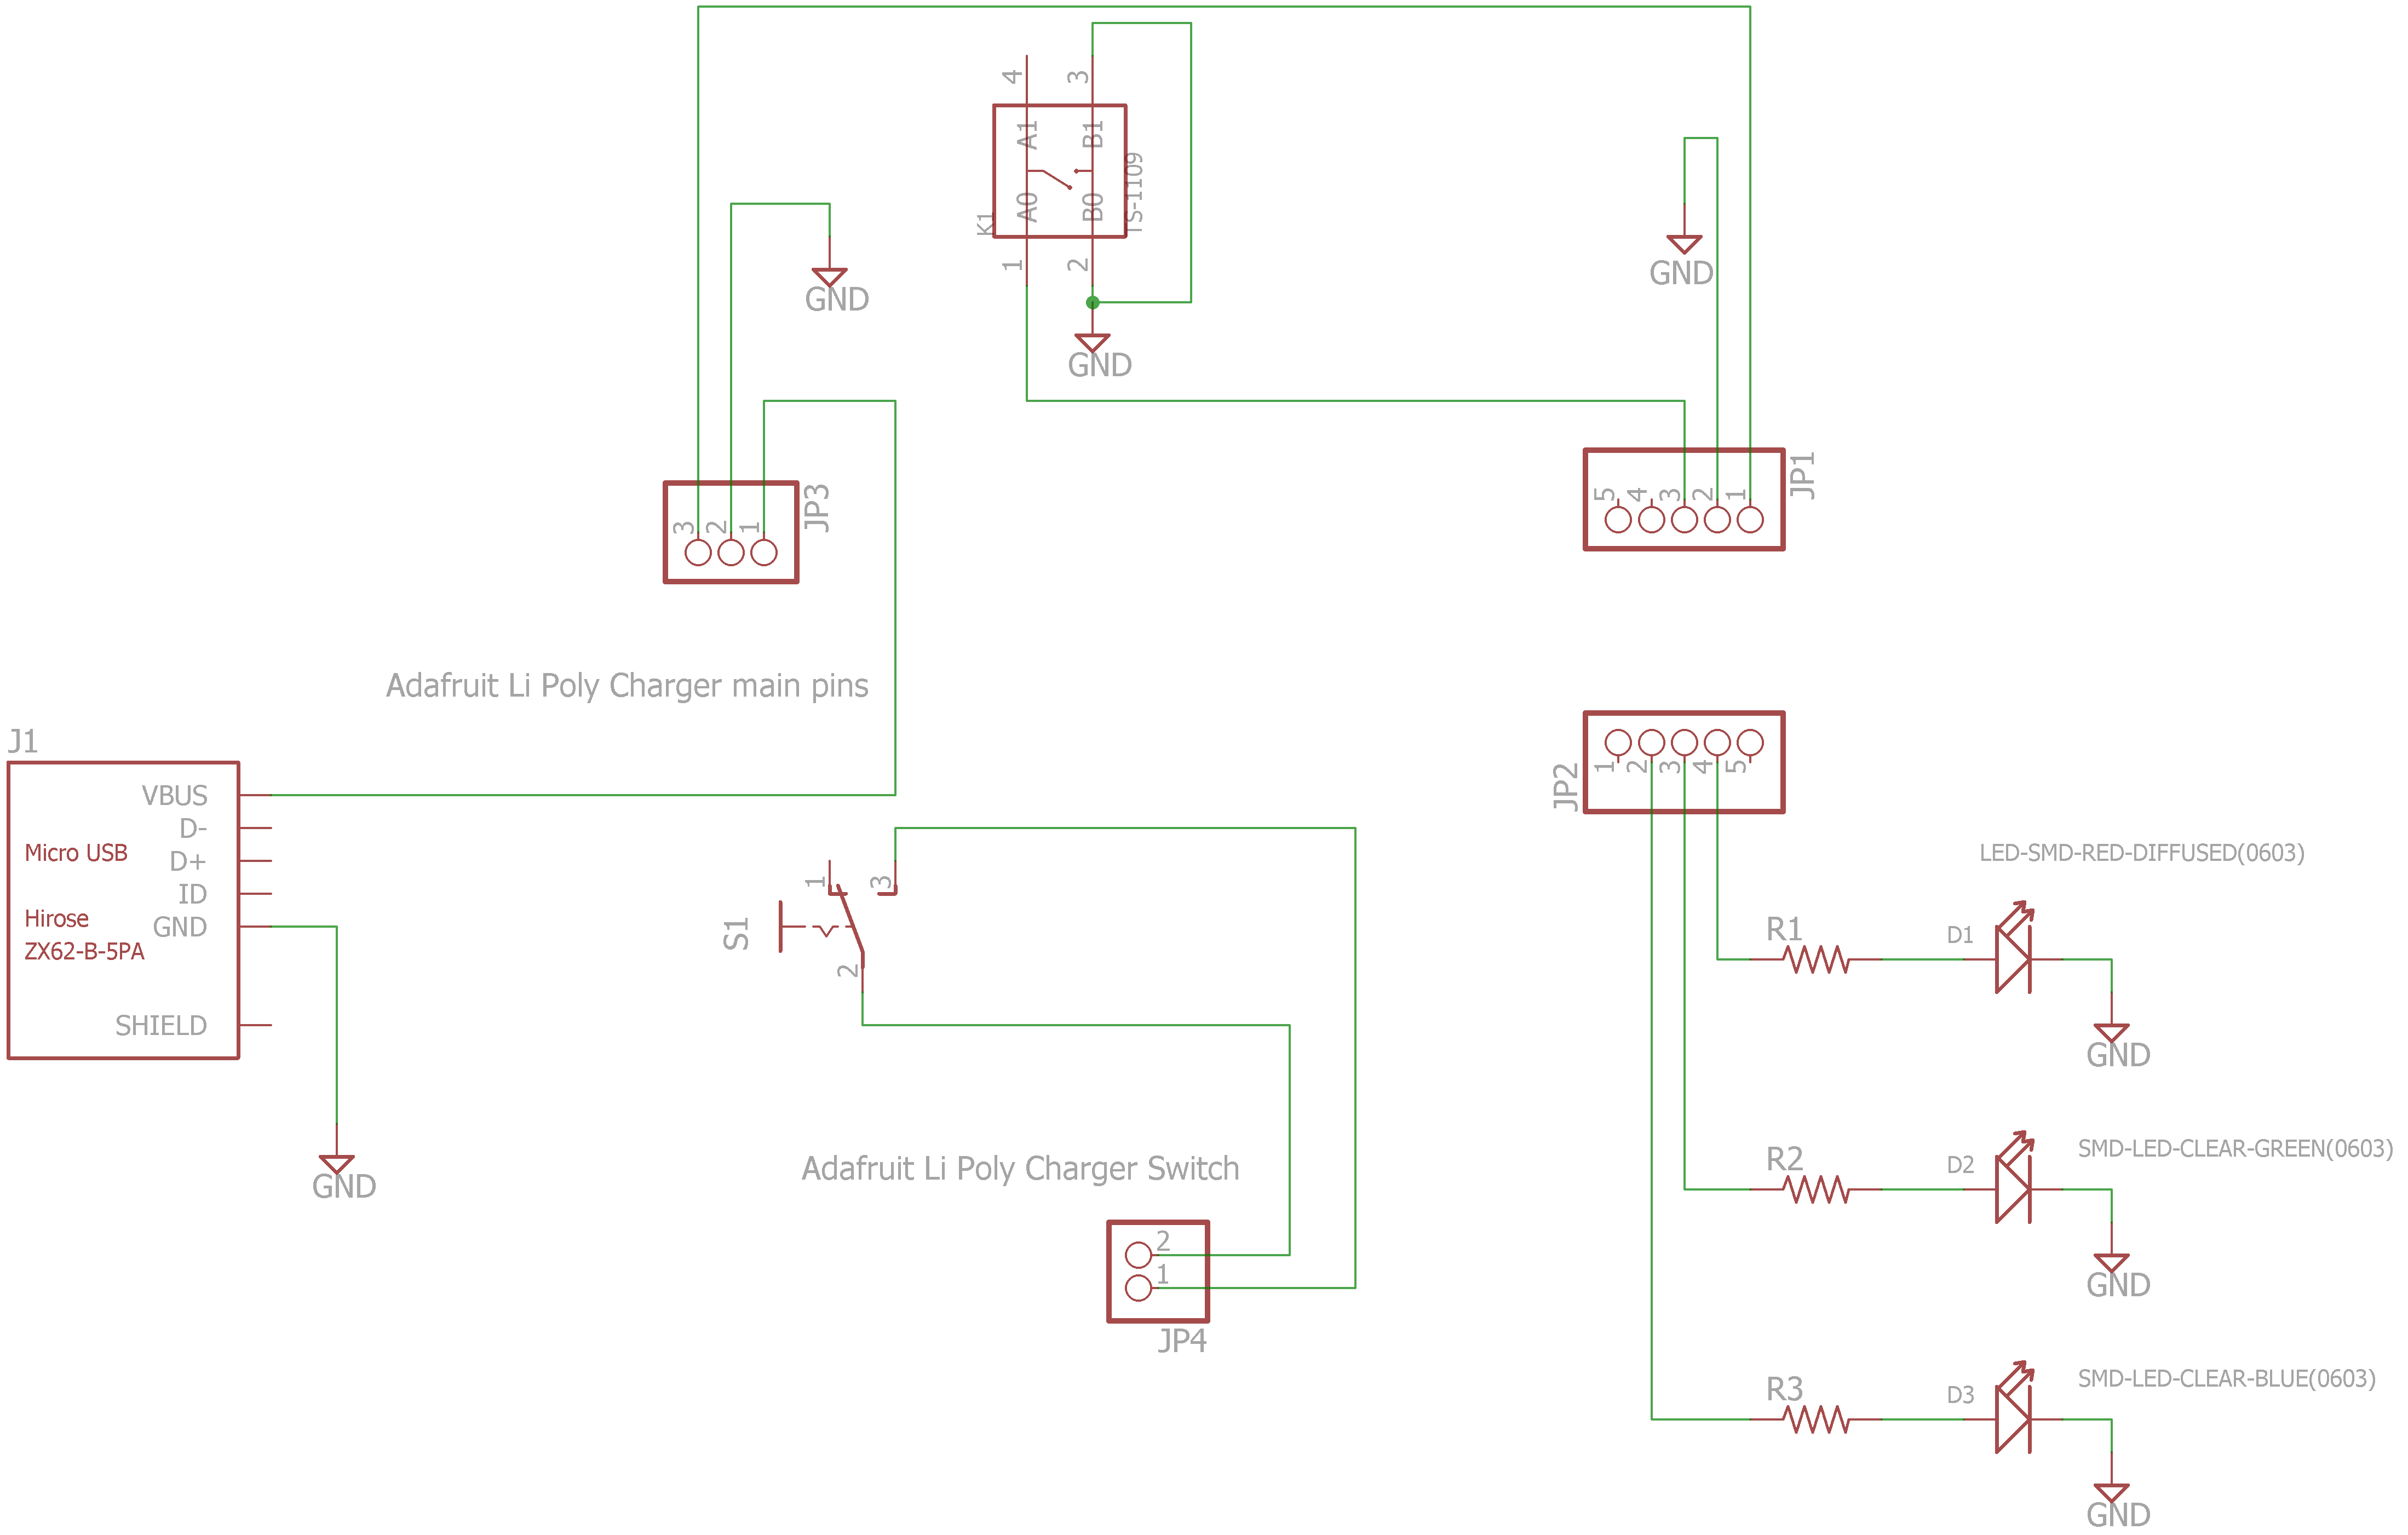 4
3
A1
B1
TS-1109
K1
A0
B0
1
2
GND
GND
GND
JP3
3
2
1
JP1
5
4
3
2
1
Adafruit Li Poly Charger main pins
J1
VBUS
D-
Micro USB
D+
ID
Hirose
GND
ZX62-B-5PA
SHIELD
GND
JP2
1
2
3
4
5
S1
1
3
2
Adafruit Li Poly Charger Switch
2
1
JP4
LED-SMD-RED-DIFFUSED(0603)
R1
D1
GND
SMD-LED-CLEAR-GREEN(0603)
R2
D2
GND
SMD-LED-CLEAR-BLUE(0603)
R3
D3
GND